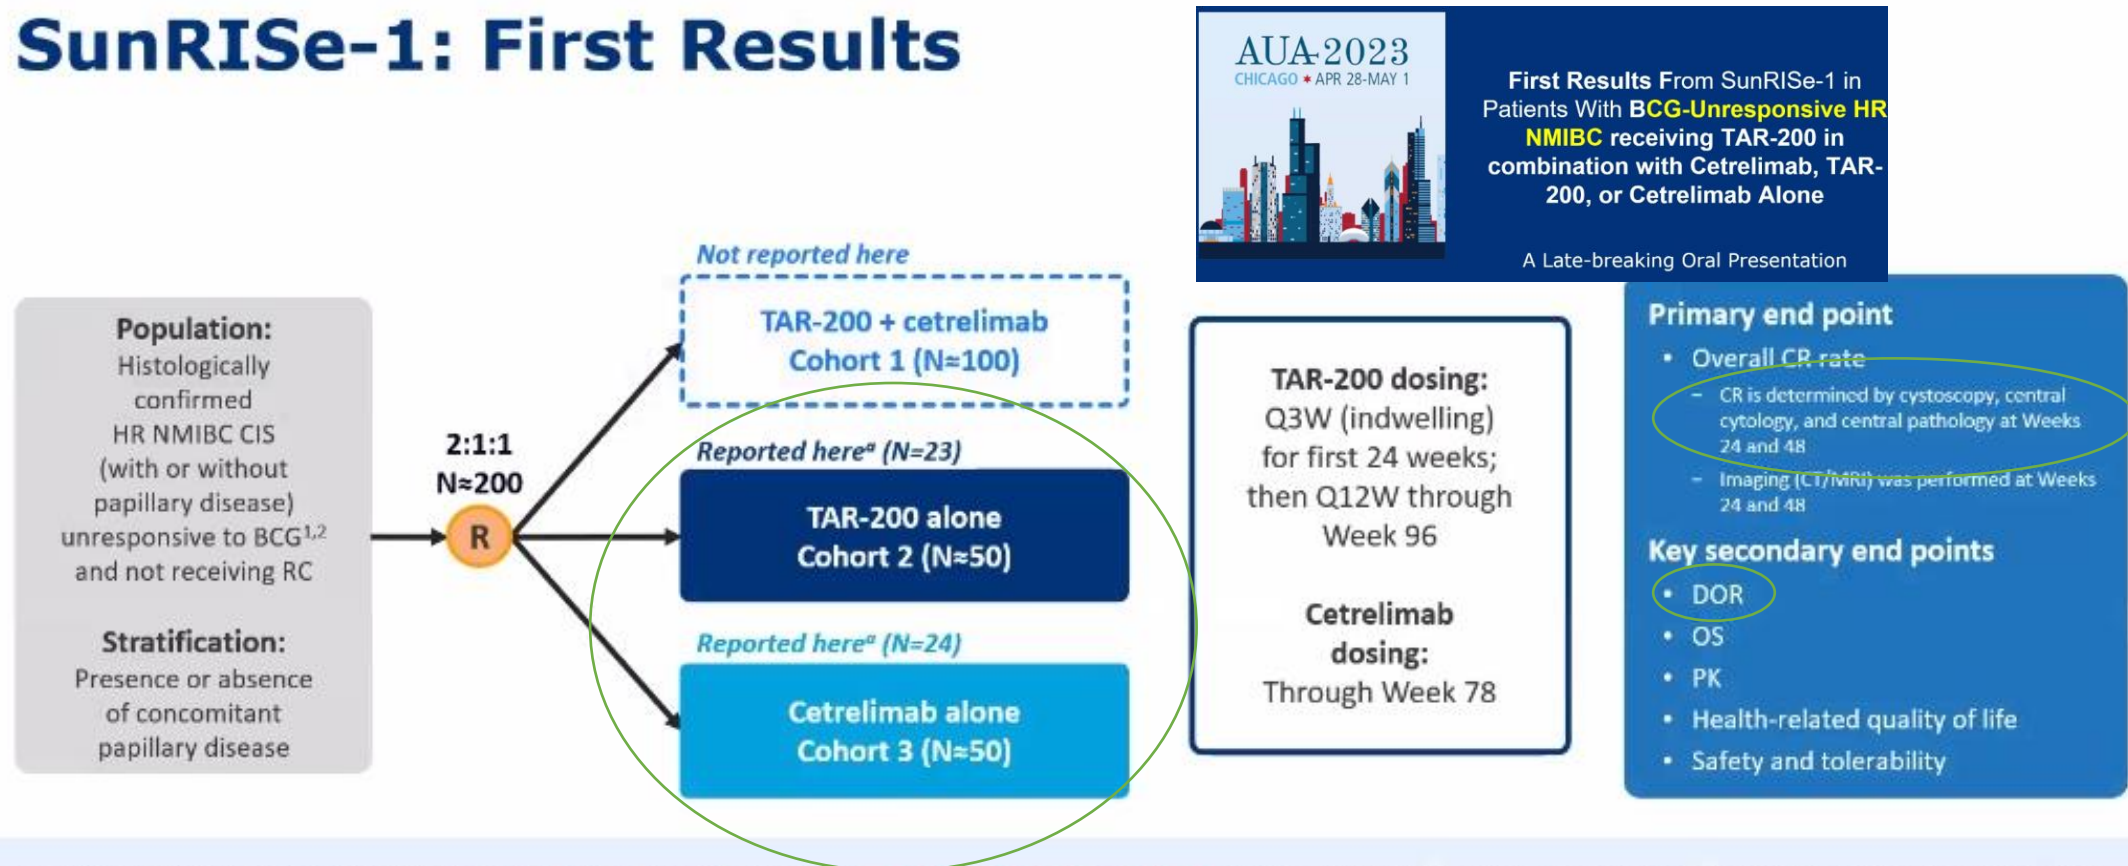 SunRISe-1: First Results
AUA 2023
CHICAGO * APR 28-MAY 1
First Results From SunRISe-1 in
Patients With BCG-Unresponsive HR
NMIBC receiving TAR-200 in
combination with Cetrelimab, TAR-
200, or Cetrelimab Alone
A Late-breaking Oral Presentation
Population:
Histologically
confirmed
HR NMIBC CIS
(with or without
papillary disease)
unresponsive to BCG1,2
and not receiving RC
Stratification:
Presence or absence
of concomitant
papillary disease
2:1:1
N≈200
R
Not reported here
TAR-200 + cetrelimab
Cohort 1 (N≈100)
Reported hereᵃ (N=23)
TAR-200 alone
Cohort 2 (N≈50)
Reported hereᵃ (N=24)
Cetrelimab alone
Cohort 3 (N≈50)
TAR-200 dosing:
Q3W (indwelling)
for first 24 weeks;
then Q12W through
Week 96
Cetrelimab
dosing:
Through Week 78
Primary end point
• Overall CR rate
– CR is determined by cystoscopy, central
cytology, and central pathology at Weeks
24 and 48
– Imaging (CT/MRI) was performed at Weeks
24 and 48
Key secondary end points
• DOR
• OS
• PK
• Health-related quality of life
• Safety and tolerability